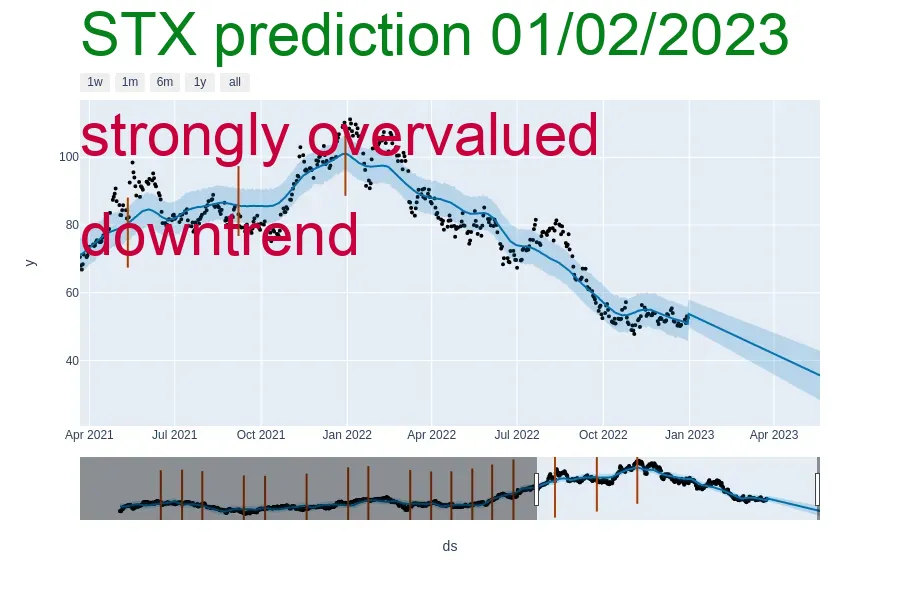 STX prediction 01/02/2023
1w 1m 6m 1y all
strongly overvalued
100
downtrend
80
y
60
40
Apr 2021 Jul 2021 Oct 2021 Jan 2022 Apr 2022 Jul 2022 Oct 2022 Jan 2023 Apr 2023
ds